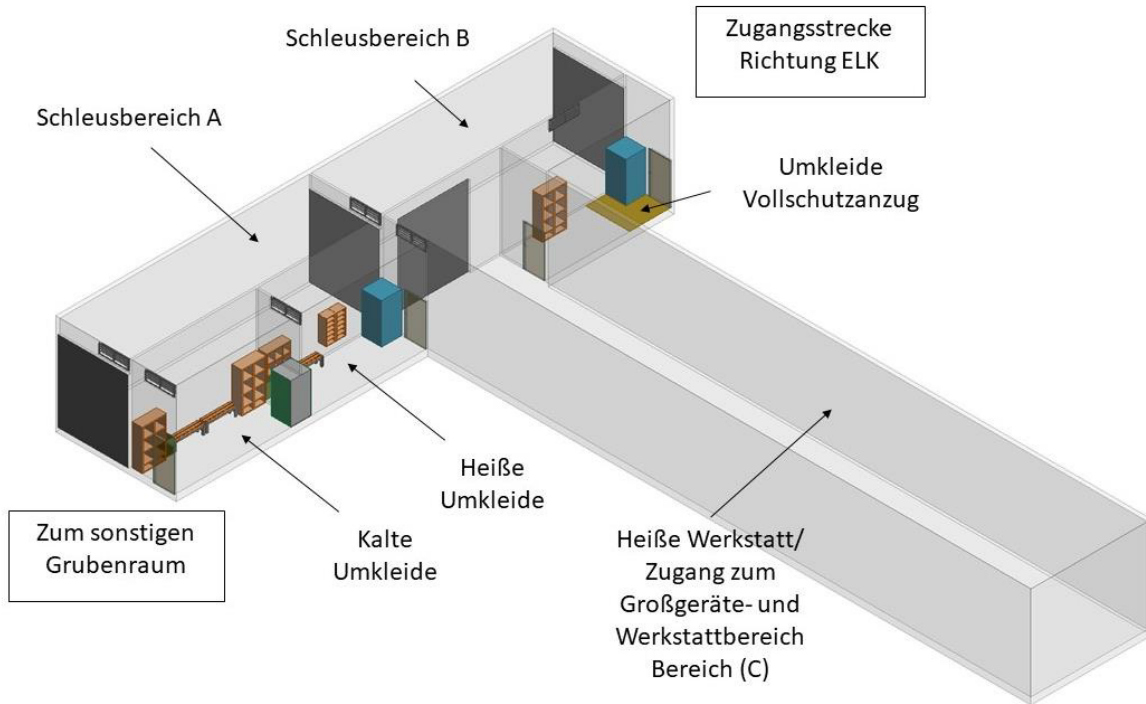 Schleusbereich B
Zugangsstrecke
Richtung ELK
Schleusbereich A
Umkleide
Vollschutzanzug
Heiße
Umkleide
Zum sonstigen
Grubenraum
Kalte
Umkleide
Heiße Werkstatt/
Zugang zum
Großgeräte- und
Werkstattbereich
Bereich (C)